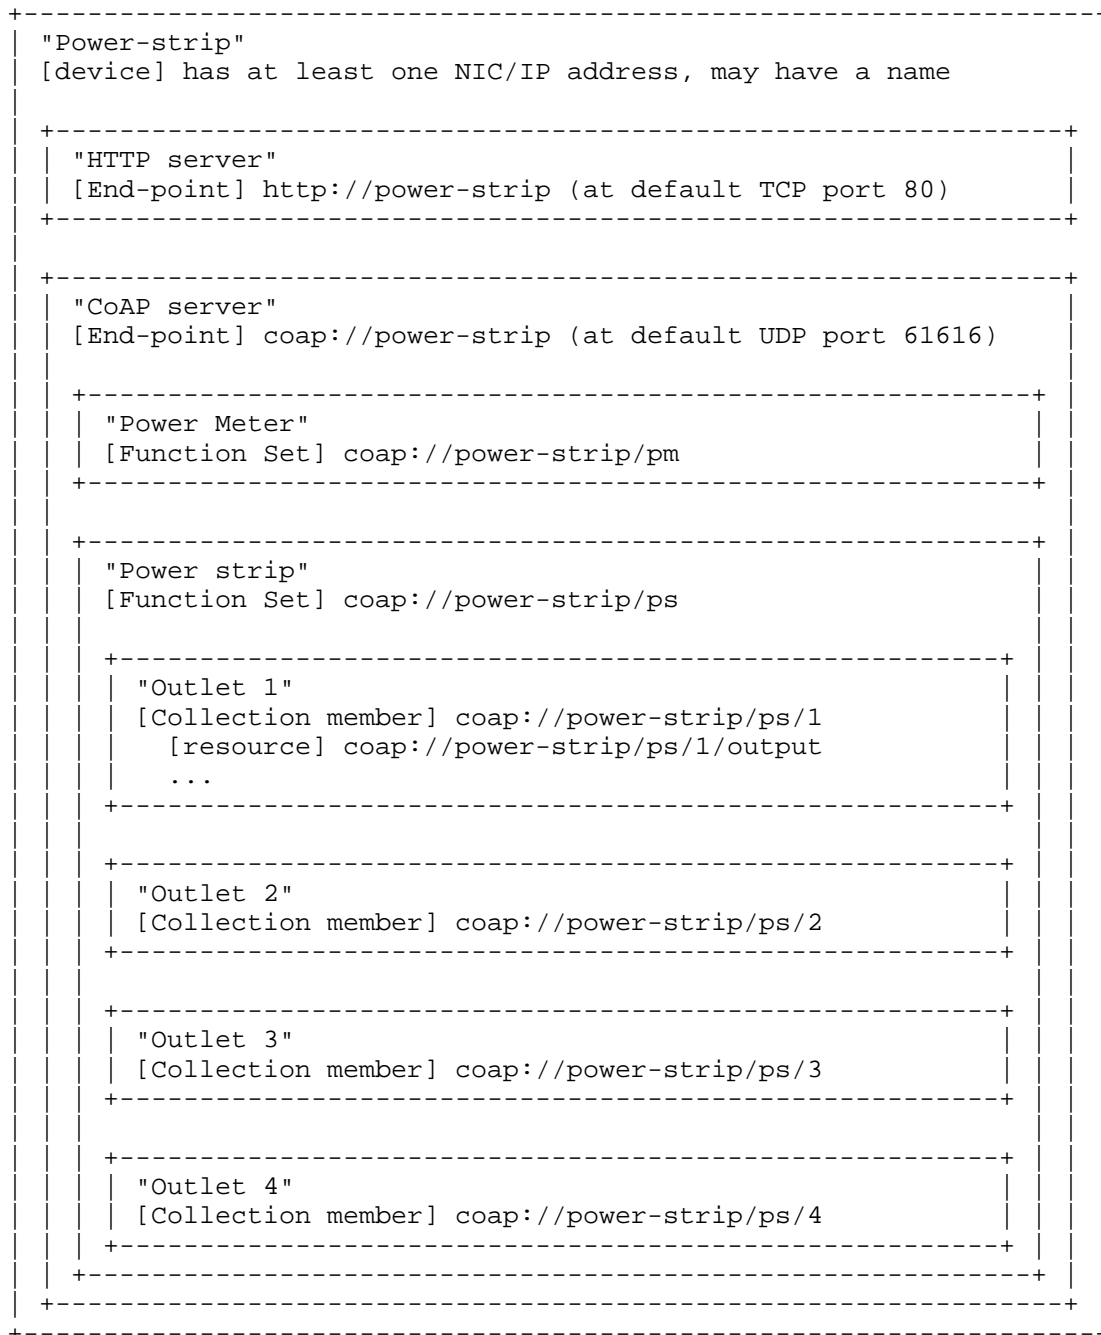 "Power-strip"
[device] has at least one NIC/IP address, may have a name
"HTTP server"
[End-point] http://power-strip (at default TCP port 80)
"CoAP server"
[End-point] coap://power-strip (at default UDP port 61616)
"Power Meter"
[Function Set] coap://power-strip/pm
"Power strip"
[Function Set] coap://power-strip/ps
"Outlet 1"
[Collection member] coap://power-strip/ps/1
[resource] coap://power-strip/ps/1/output
...
"Outlet 2"
[Collection member] coap://power-strip/ps/2
"Outlet 3"
[Collection member] coap://power-strip/ps/3
"Outlet 4"
[Collection member] coap://power-strip/ps/4